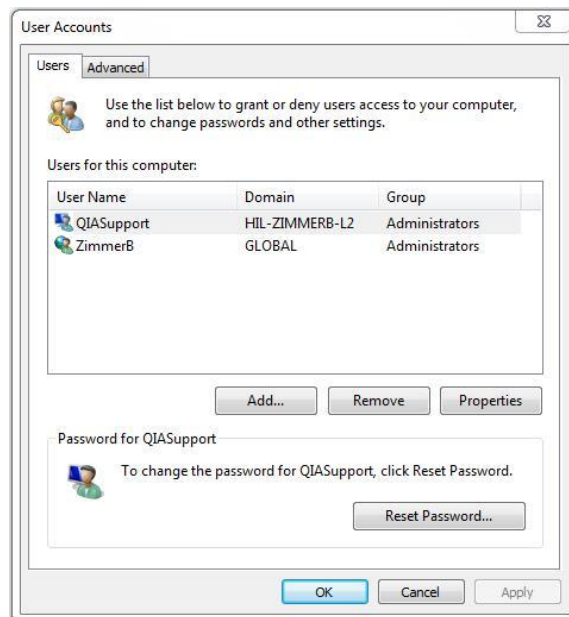 User Accounts
Users Advanced
Use the list below to grant or deny users access to your computer,
and to change passwords and other settings.
Users for this computer:
User Name Domain Group
QIASupport HIL-ZIMMERB-L2 Administrators
ZimmerB GLOBAL Administrators
Add... Remove Properties
Password for QIASupport
To change the password for QIASupport, click Reset Password.
Reset Password...
OK Cancel Apply